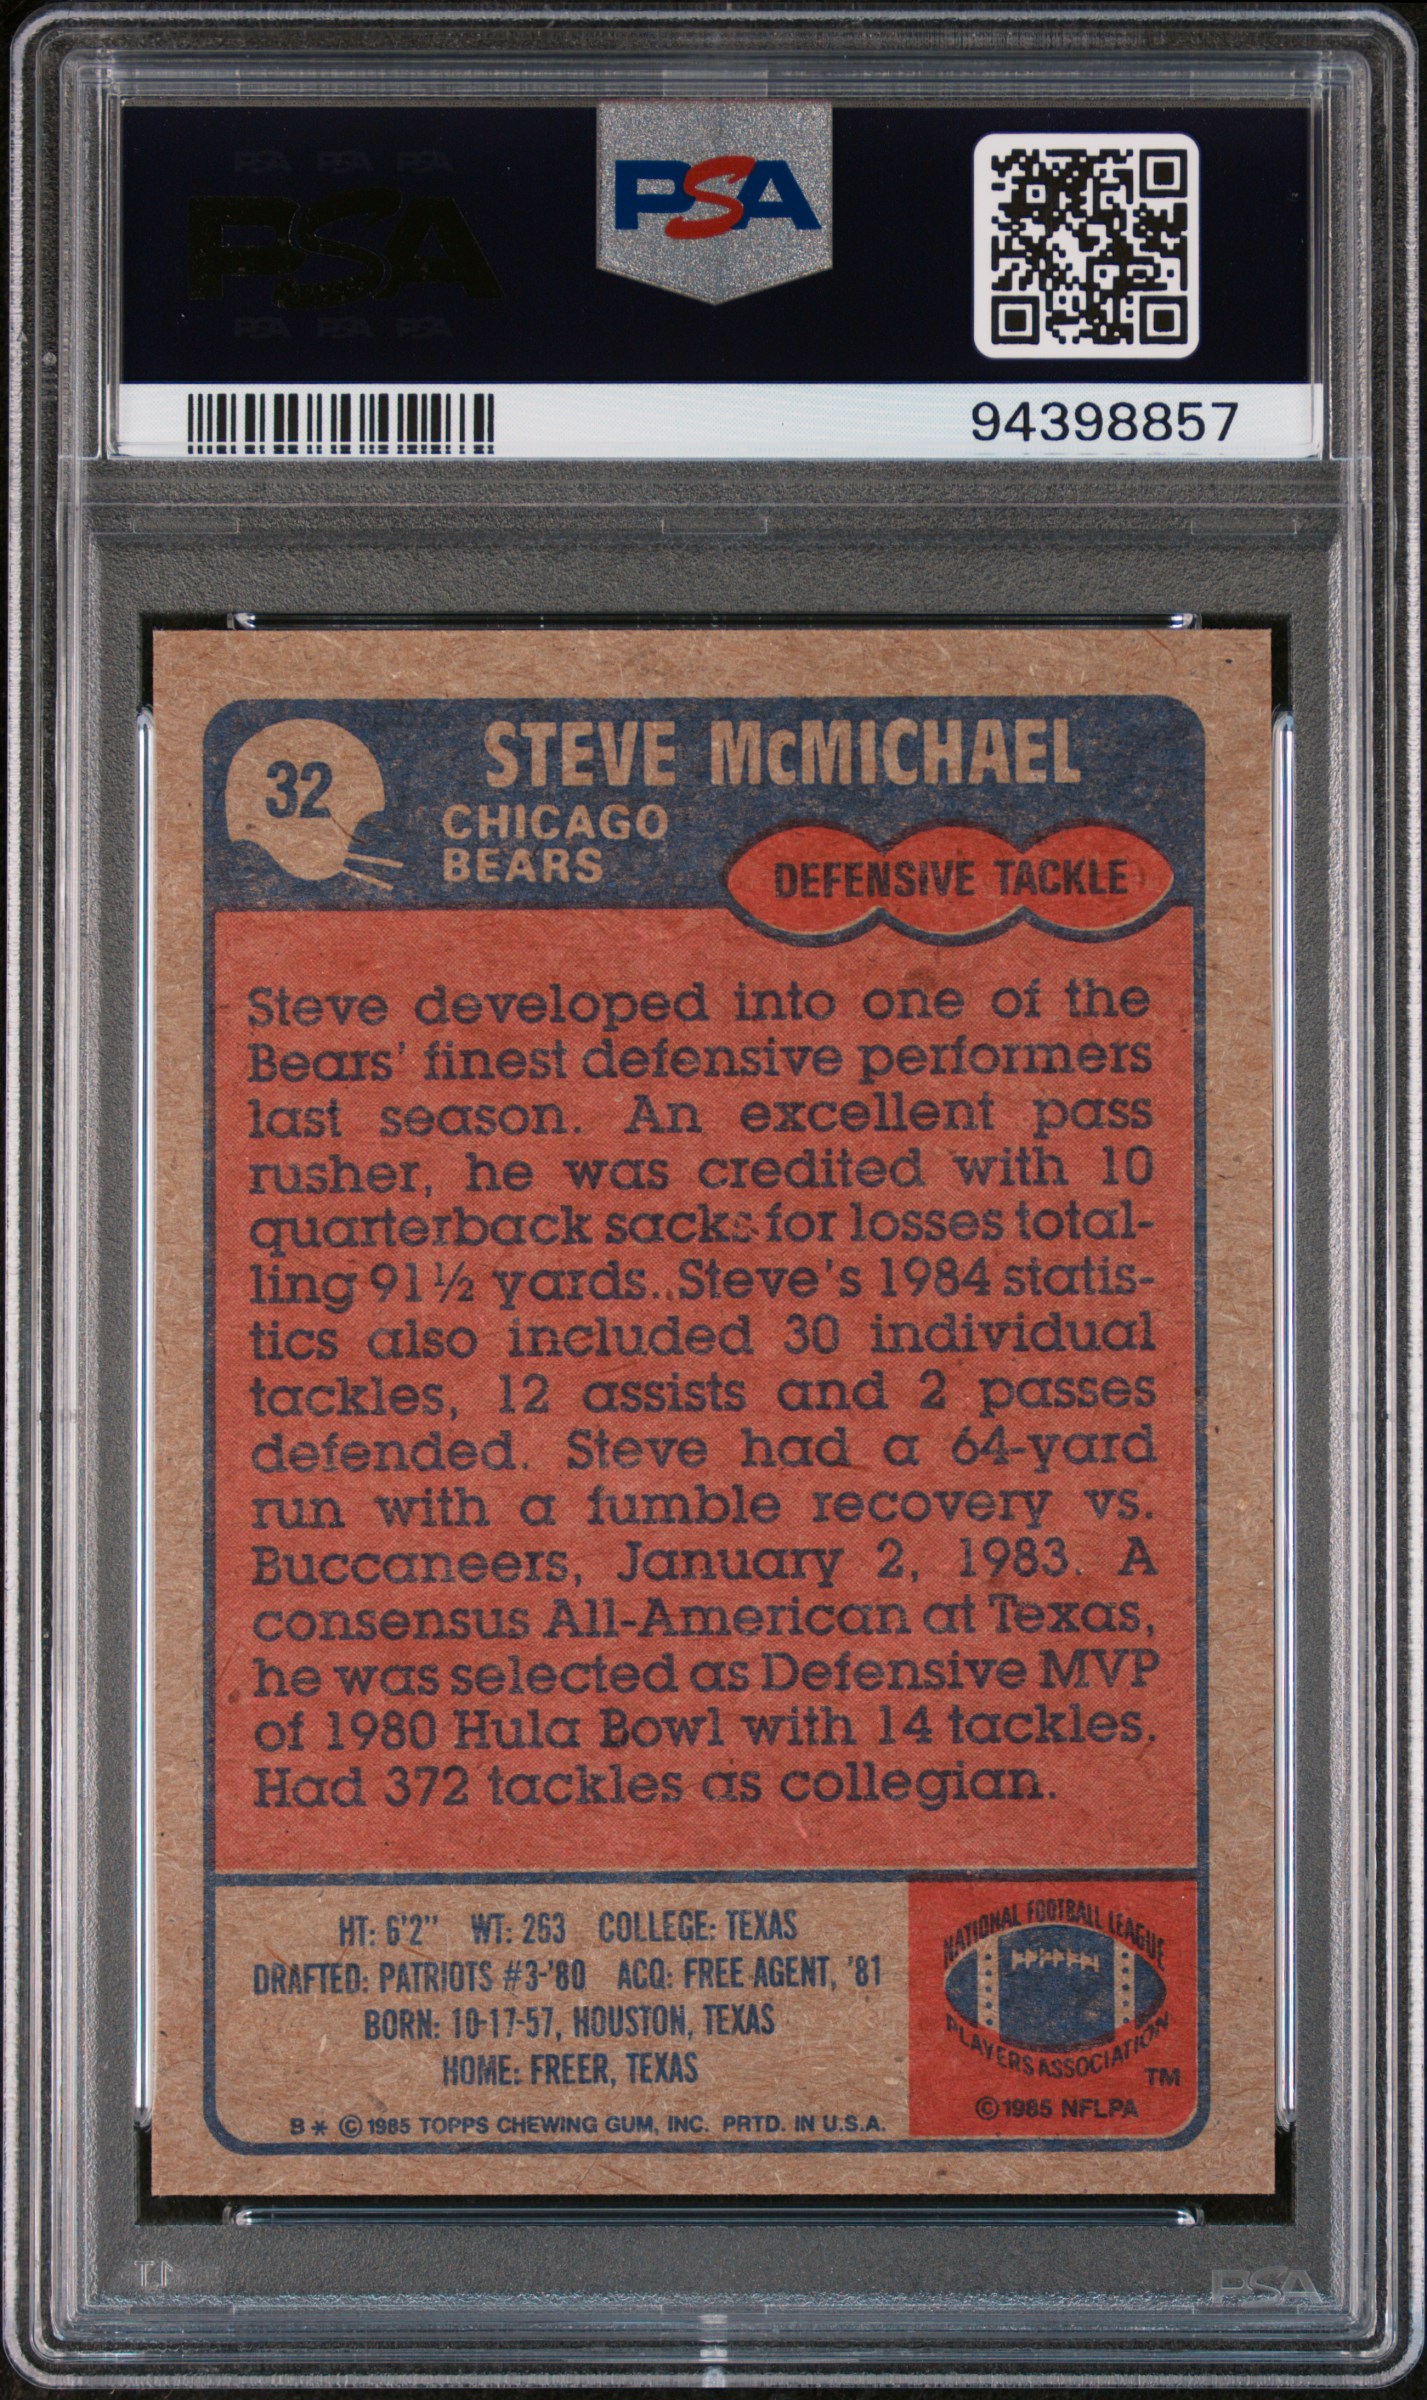 PSA PSA PSA
PSA
PSA PSA PSA
PSA
94398857
32
STEVE McMICHAEL
CHICAGO
BEARS
DEFENSIVE TACKLE
Steve developed into one of the
Bears' finest defensive performers
last season. An excellent pass
rusher, he was credited with 10
quarterback sacks for losses total-
ling 91½ yards. Steve's 1984 statis-
tics also included 30 individual
tackles, 12 assists and 2 passes
defended. Steve had a 64-yard
run with a fumble recovery vs.
Buccaneers, January 2, 1983. A
consensus All-American at Texas,
he was selected as Defensive MVP
of 1980 Hula Bowl with 14 tackles.
Had 372 tackles as collegian.
HT: 6'2" WT: 263 COLLEGE: TEXAS
DRAFTED: PATRIOTS #3-'80 ACQ: FREE AGENT, '81
BORN: 10-17-57, HOUSTON, TEXAS
HOME: FREER, TEXAS
B * © 1985 TOPPS CHEWING GUM, INC. PRTD. IN U.S.A.
NATIONAL FOOTBALL LEAGUE
PLAYERS ASSOCIATION
TM
© 1985 NFLPA
PSA